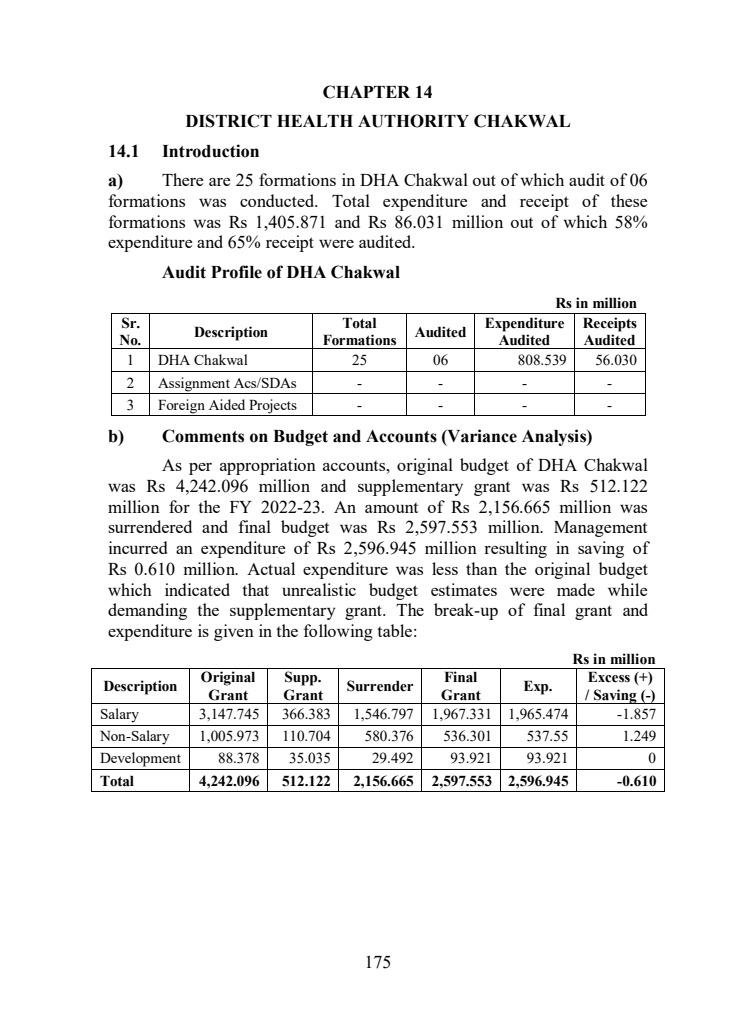 CHAPTER 14
DISTRICT HEALTH AUTHORITY CHAKWAL
14.1 Introduction
a) There are 25 formations in DHA Chakwal out of which audit of 06
formations was conducted. Total expenditure and receipt of these
formations was Rs 1,405.871 and Rs 86.031 million out of which 58%
expenditure and 65% receipt were audited.
Audit Profile of DHA Chakwal
Rs in million
Sr. No. Description Total Formations Audited Expenditure Audited Receipts Audited
1 DHA Chakwal 25 06 808.539 56.030
2 Assignment Acs/SDAs - - - -
3 Foreign Aided Projects - - - -
b) Comments on Budget and Accounts (Variance Analysis)
As per appropriation accounts, original budget of DHA Chakwal
was Rs 4,242.096 million and supplementary grant was Rs 512.122
million for the FY 2022-23. An amount of Rs 2,156.665 million was
surrendered and final budget was Rs 2,597.553 million. Management
incurred an expenditure of Rs 2,596.945 million resulting in saving of
Rs 0.610 million. Actual expenditure was less than the original budget
which indicated that unrealistic budget estimates were made while
demanding the supplementary grant. The break-up of final grant and
expenditure is given in the following table:
Rs in million
Description Original Grant Supp. Grant Surrender Final Grant Exp. Excess (+) / Saving (-)
Salary 3,147.745 366.383 1,546.797 1,967.331 1,965.474 -1.857
Non-Salary 1,005.973 110.704 580.376 536.301 537.55 1.249
Development 88.378 35.035 29.492 93.921 93.921 0
Total 4,242.096 512.122 2,156.665 2,597.553 2,596.945 -0.610
175